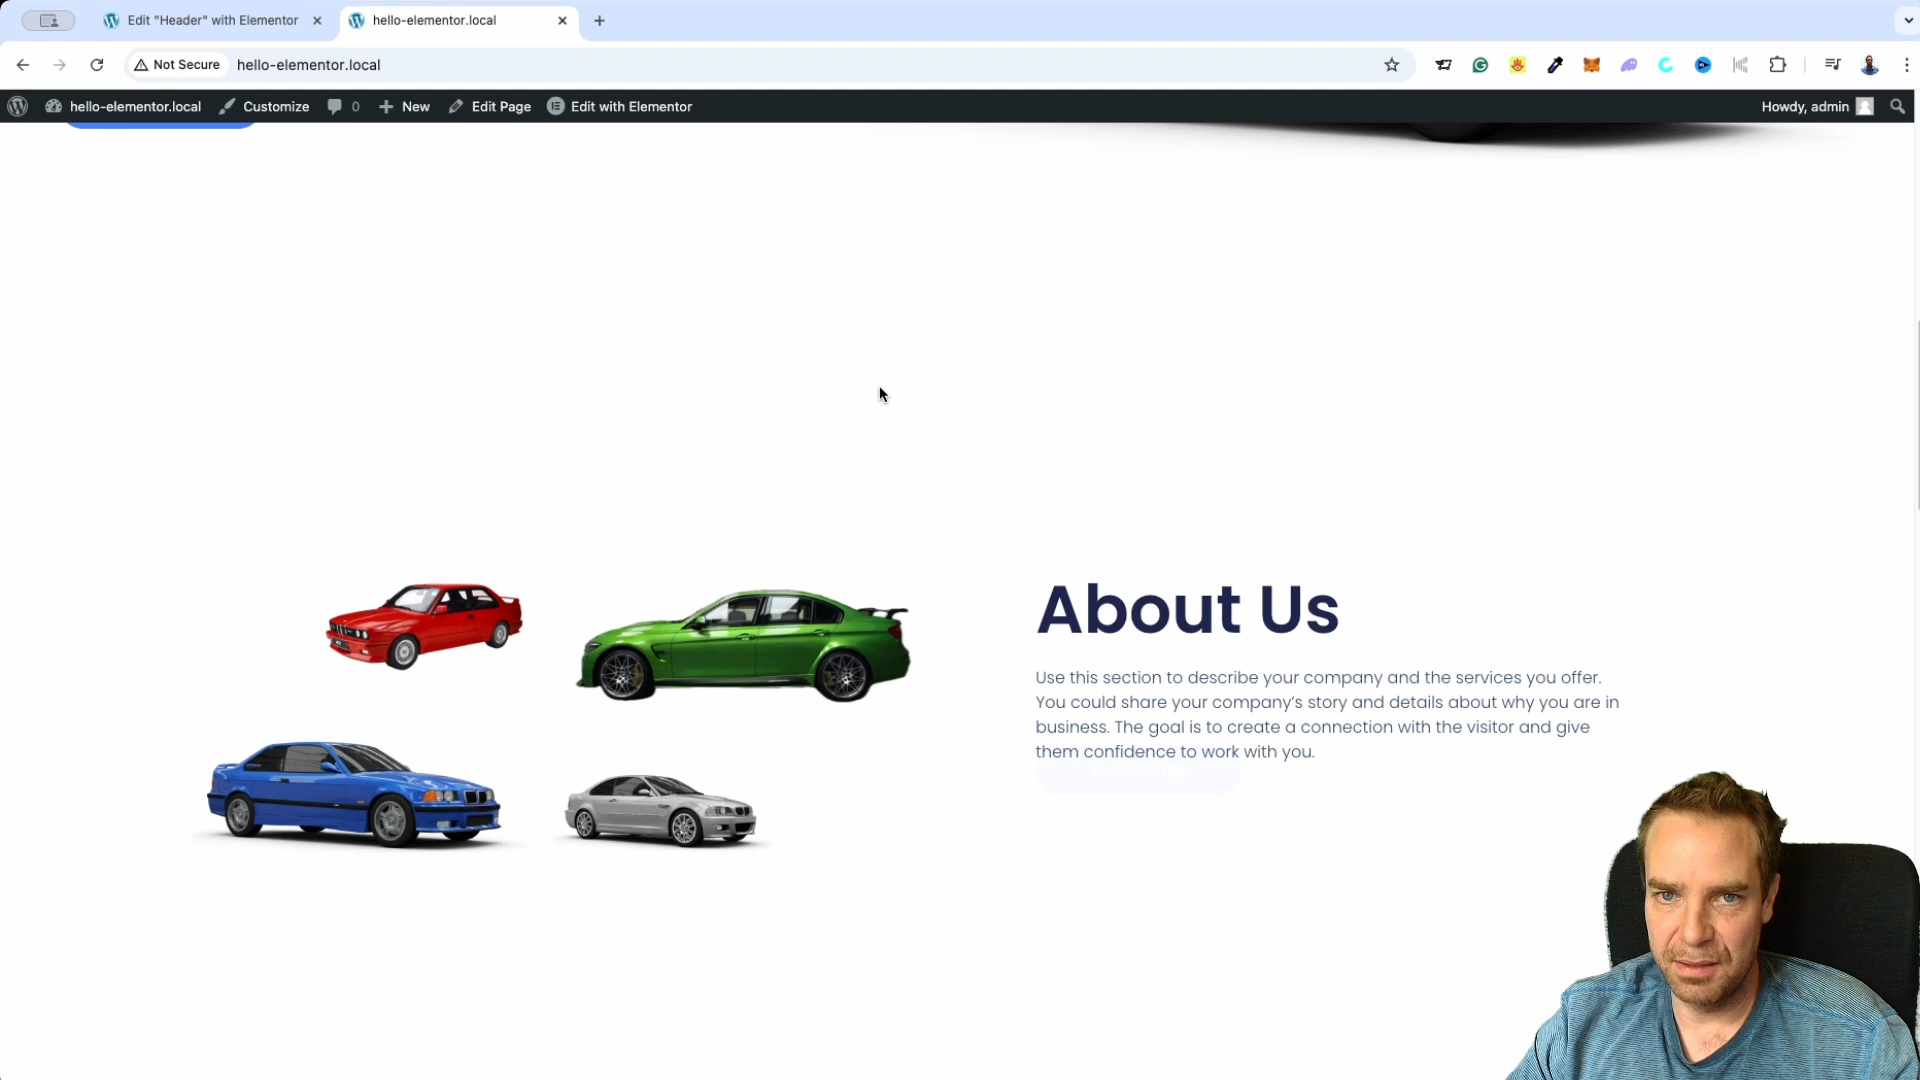 Edit "Header" with Elementor
hello-elementor.local
Not Secure
hello-elementor.local
hello-elementor.local
Customize
0
New
Edit Page
Edit with Elementor
Howdy, admin
About Us
Use this section to describe your company and the services you offer.
You could share your company's story and details about why you are in
business. The goal is to create a connection with the visitor and give
them confidence to work with you.